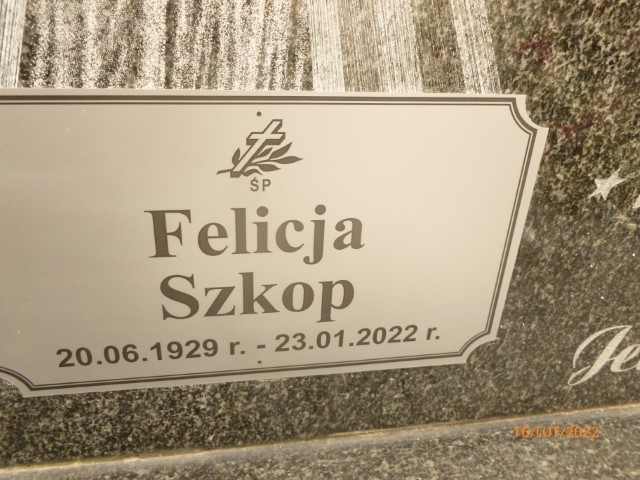 ŚP
Felicja
Szkop
20.06.1929 r. - 23.01.2022 r.
16/LUT/2022